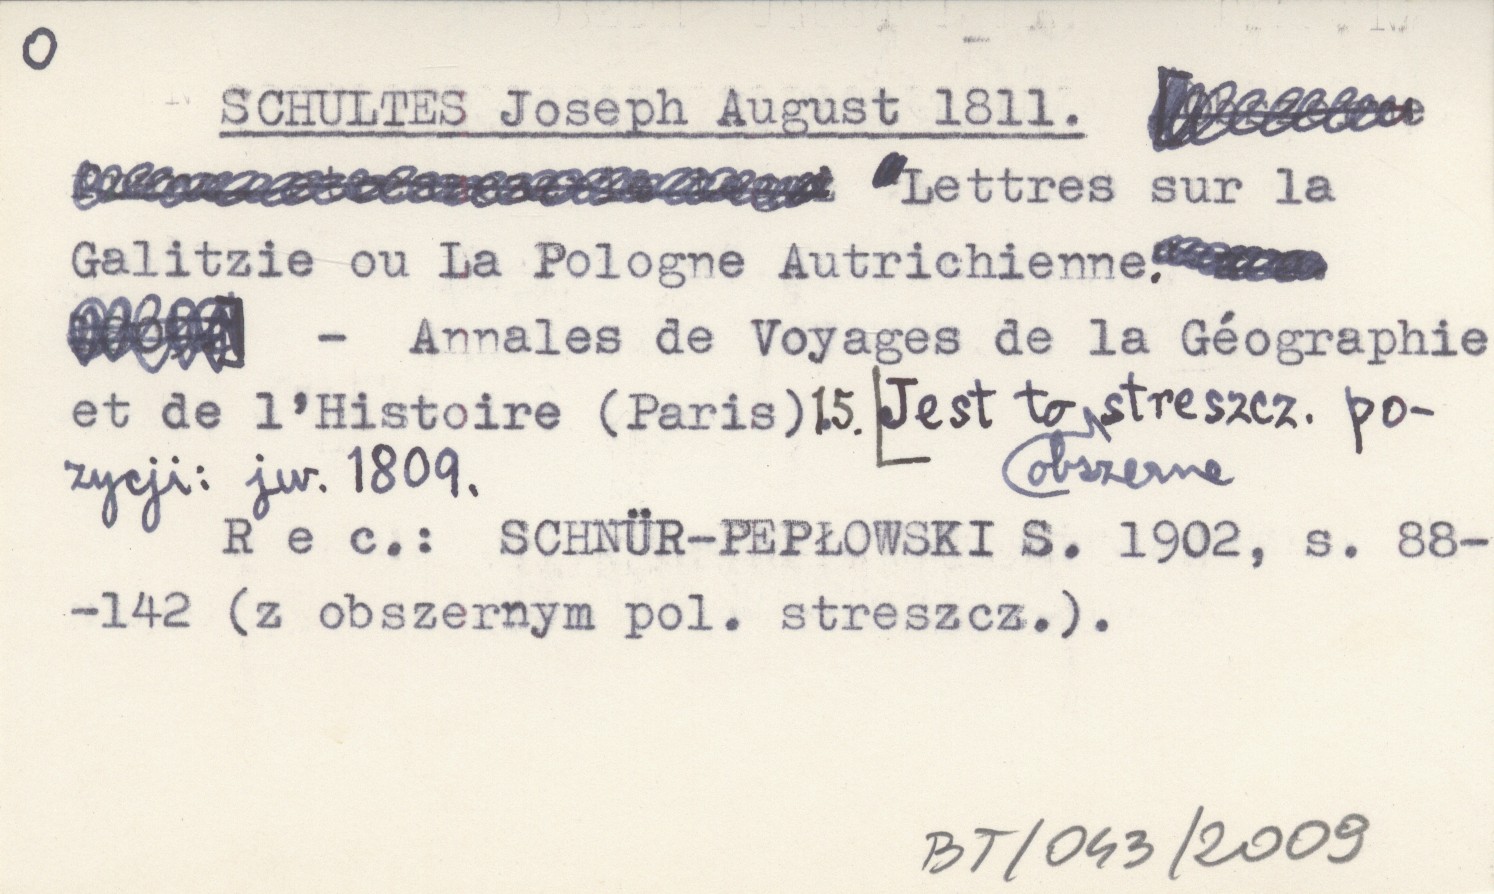 O
SCHULTES Joseph August 1811.
"Lettres sur la
Galitzie ou La Pologne Autrichienne.
- Annales de Voyages de la Géographie
et de l'Histoire (Paris)15. [Jest to streszcz. po-
obszerne
zycji: jw. 1809.
R e c.: SCHNÜR-PEPŁOWSKI S. 1902, s. 88-
-142 (z obszernym pol. streszcz.).
BT/043/2009